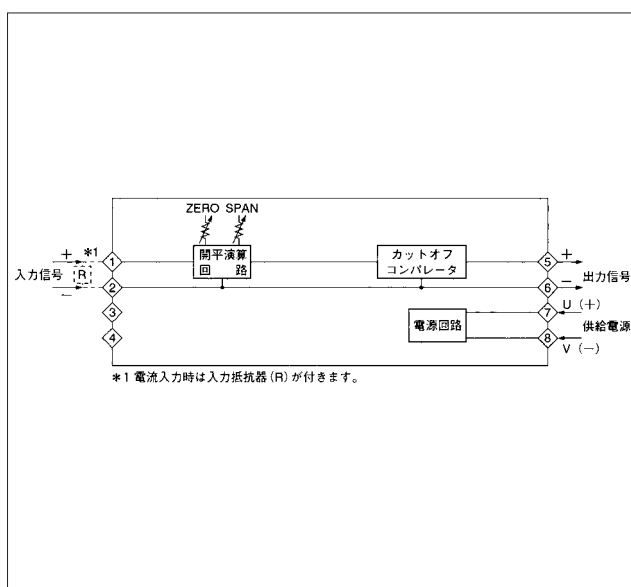 ZERO SPAN
+ *1
1
開平演算
回 路
カットオフ
コンパレータ
5
+
入力信号
R
出力信号
2
−
6
−
3
7
U (+)
電源回路
供給電源
4
8
V (−)
*1 電流入力時は入力抵抗器(R)が付きます。